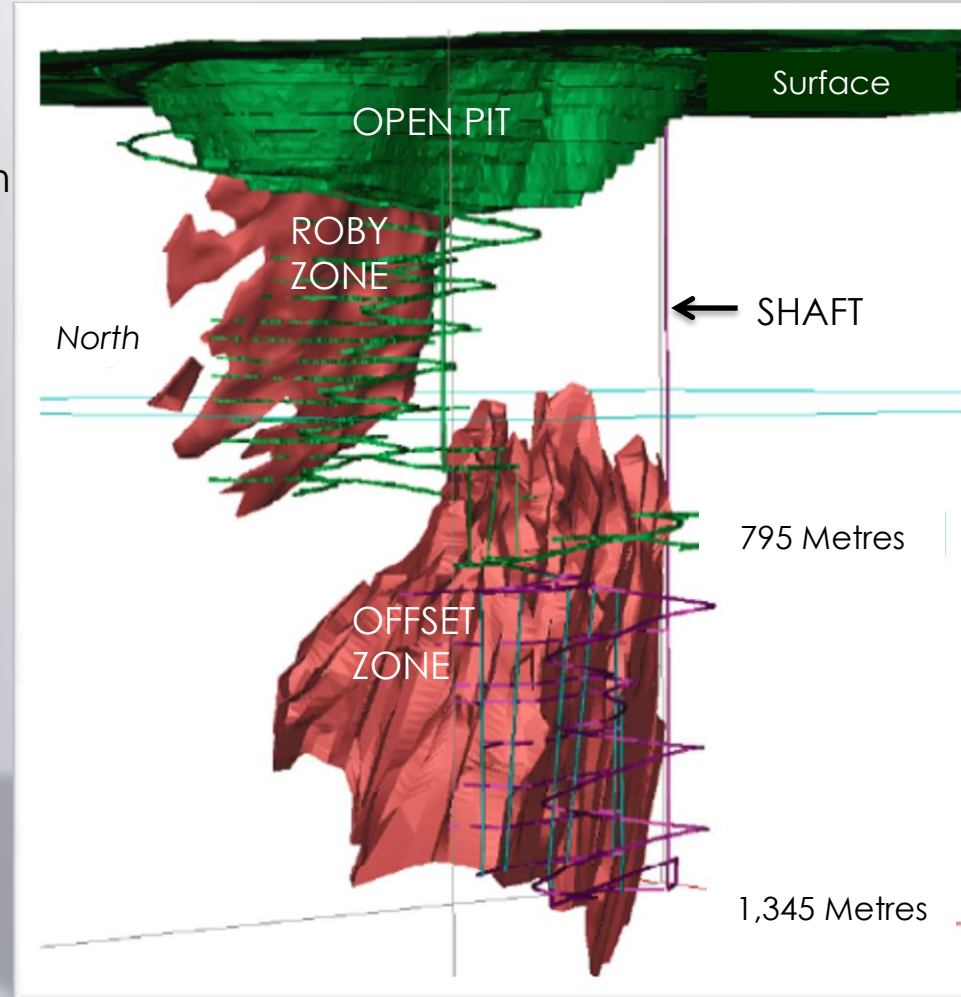 Surface
OPEN PIT
ROBY
ZONE
SHAFT
North
795 Metres
OFFSET
ZONE
1,345 Metres